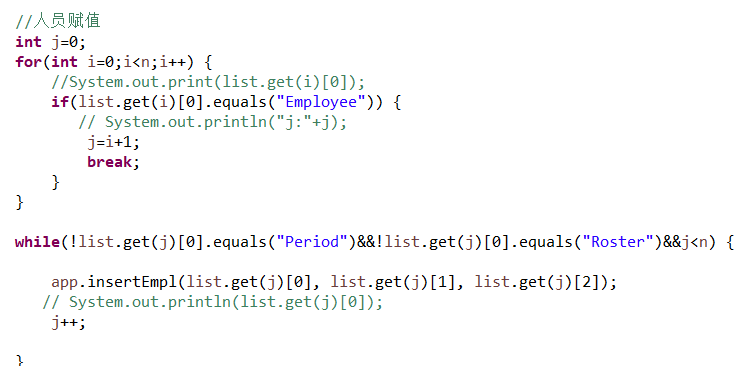 //人员赋值
int j=0;
for(int i=0;i<n;i++) {
//System.out.print(list.get(i)[0]);
if(list.get(i)[0].equals("Employee")) {
// System.out.println("j:"+j);
j=i+1;
break;
}
}
while(!list.get(j)[0].equals("Period")&&!list.get(j)[0].equals("Roster")&&j<n) {
app.insertEmpl(list.get(j)[0], list.get(j)[1], list.get(j)[2]);
// System.out.println(list.get(j)[0]);
j++;
}